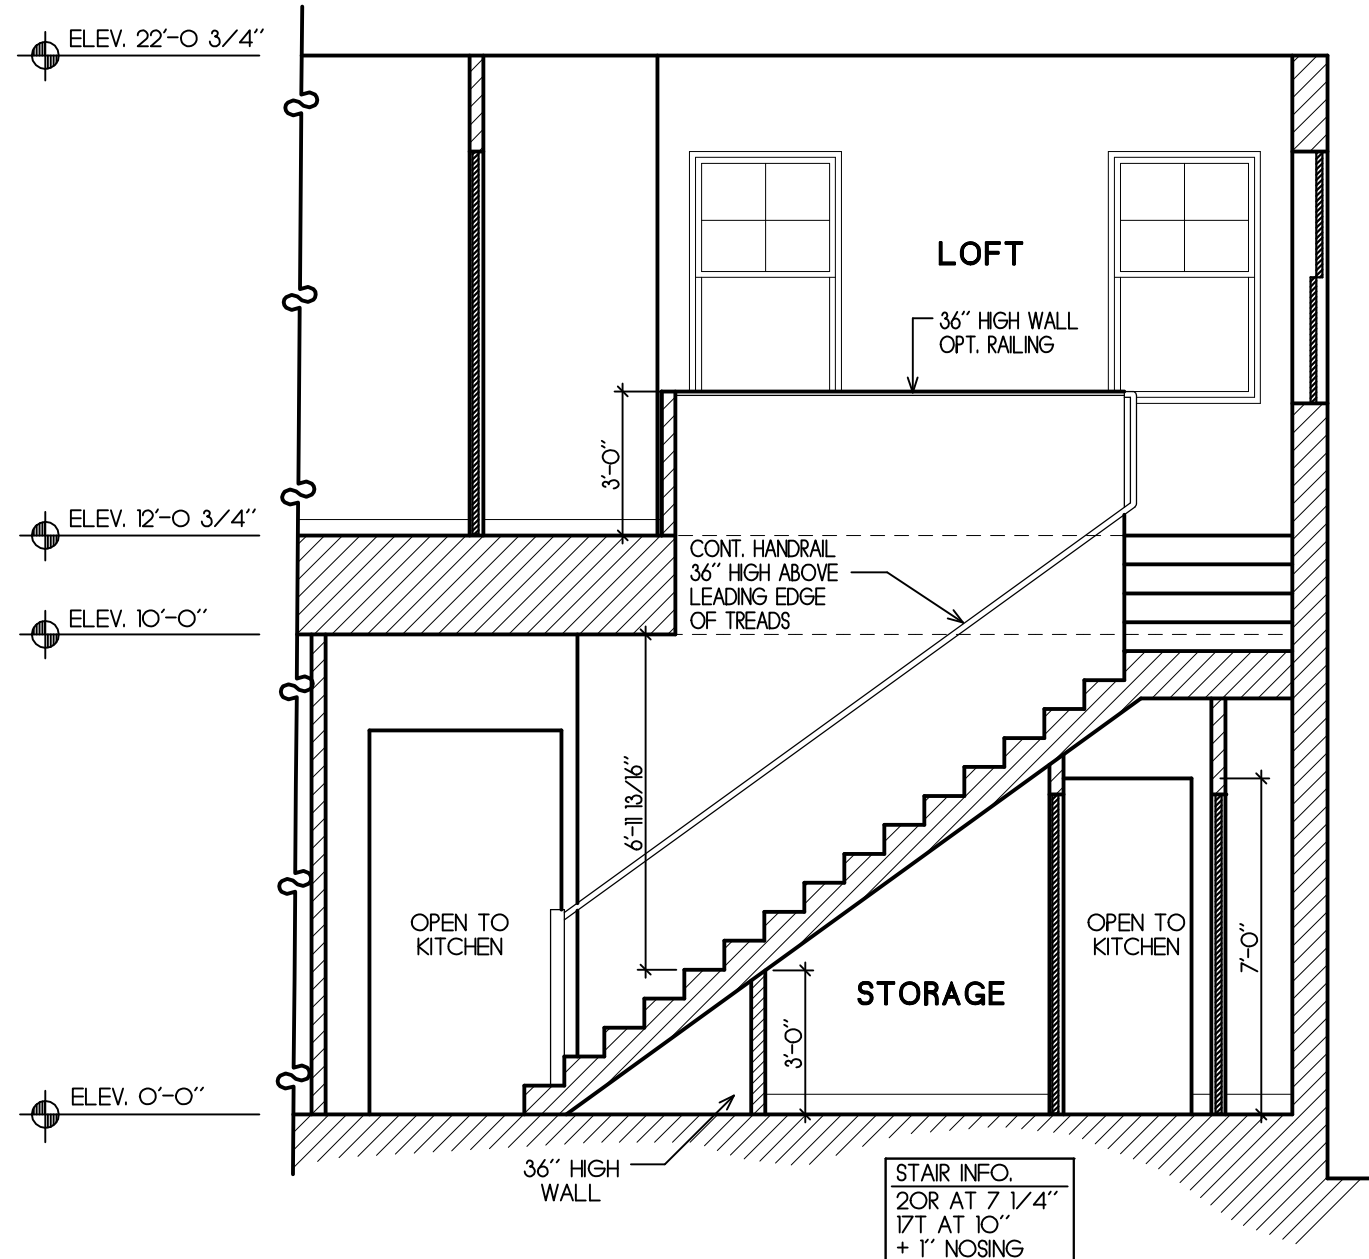 ELEV. 22'-0 3/4"
LOFT
36" HIGH WALL
OPT. RAILING
3'-0"
ELEV. 12'-0 3/4"
CONT. HANDRAIL
36" HIGH ABOVE
LEADING EDGE
OF TREADS
ELEV. 10'-0"
6'-11 13/16"
OPEN TO
KITCHEN
OPEN TO
KITCHEN
7'-0"
STORAGE
3'-0"
ELEV. 0'-0"
36" HIGH
WALL
STAIR INFO.
20R AT 7 1/4"
17T AT 10"
+ 1" NOSING